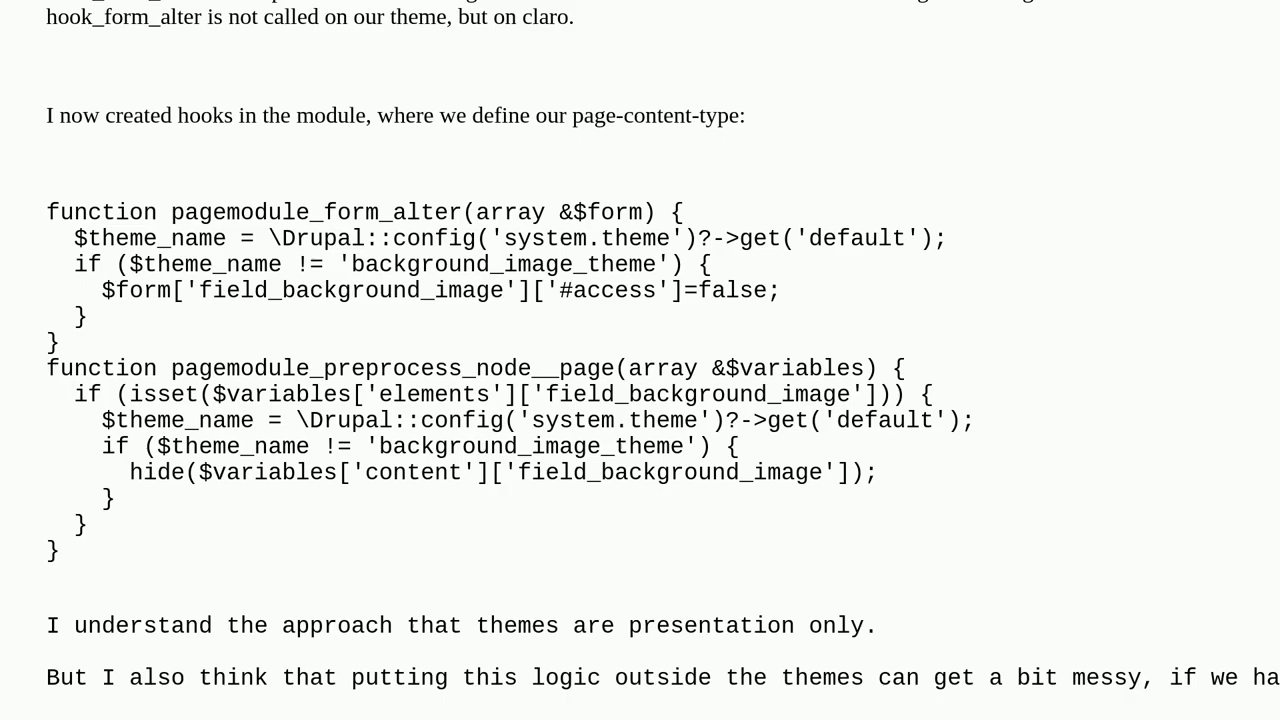 hook_form_alter is not called on our theme, but on claro.
I now created hooks in the module, where we define our page-content-type:
function pagemodule_form_alter(array &$form) {
  $theme_name = \Drupal::config('system.theme')?->get('default');
  if ($theme_name != 'background_image_theme') {
    $form['field_background_image']['#access']=false;
  }
}
function pagemodule_preprocess_node__page(array &$variables) {
  if (isset($variables['elements']['field_background_image'])) {
    $theme_name = \Drupal::config('system.theme')?->get('default');
    if ($theme_name != 'background_image_theme') {
      hide($variables['content']['field_background_image']);
    }
  }
}
I understand the approach that themes are presentation only.
But I also think that putting this logic outside the themes can get a bit messy, if we ha